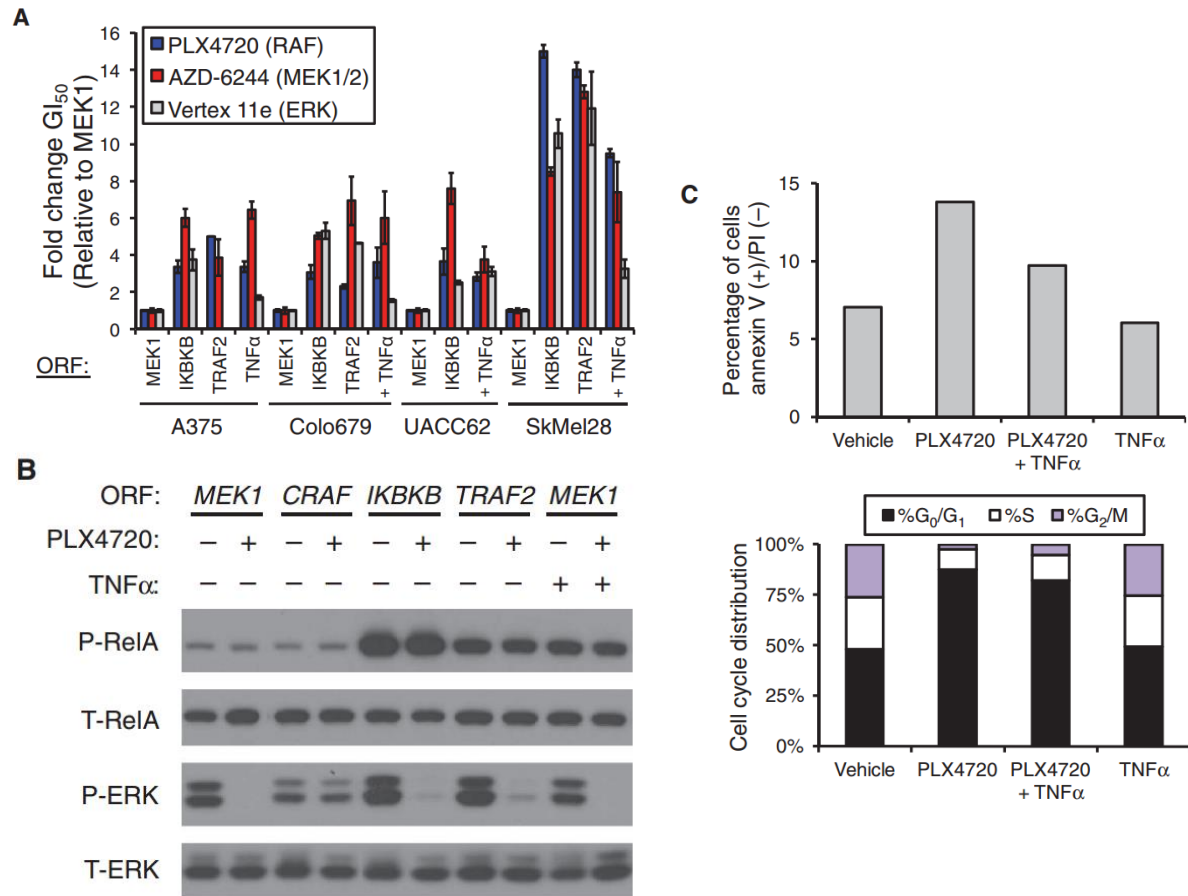 A
Fold change GI50
(Relative to MEK1)
16
14
12
10
8
6
4
2
0
PLX4720 (RAF)
AZD-6244 (MEK1/2)
Vertex 11e (ERK)
ORF:
MEK1 IKBKB TRAF2 TNFα MEK1 IKBKB TRAF2 + TNFα MEK1 IKBKB + TNFα MEK1 IKBKB TRAF2 + TNFα
A375 Colo679 UACC62 SkMel28
B
ORF: MEK1 CRAF IKBKB TRAF2 MEK1
PLX4720: – + – + – + – + – +
TNFα: – – – – – – – – + +
P-RelA
T-RelA
P-ERK
T-ERK
C
Percentage of cells
annexin V (+)/PI (–)
15
10
5
0
Vehicle PLX4720 PLX4720 TNFα
+ TNFα
%G0/G1 %S %G2/M
Cell cycle distribution
100%
75%
50%
25%
0%
Vehicle PLX4720 PLX4720 TNFα
+ TNFα